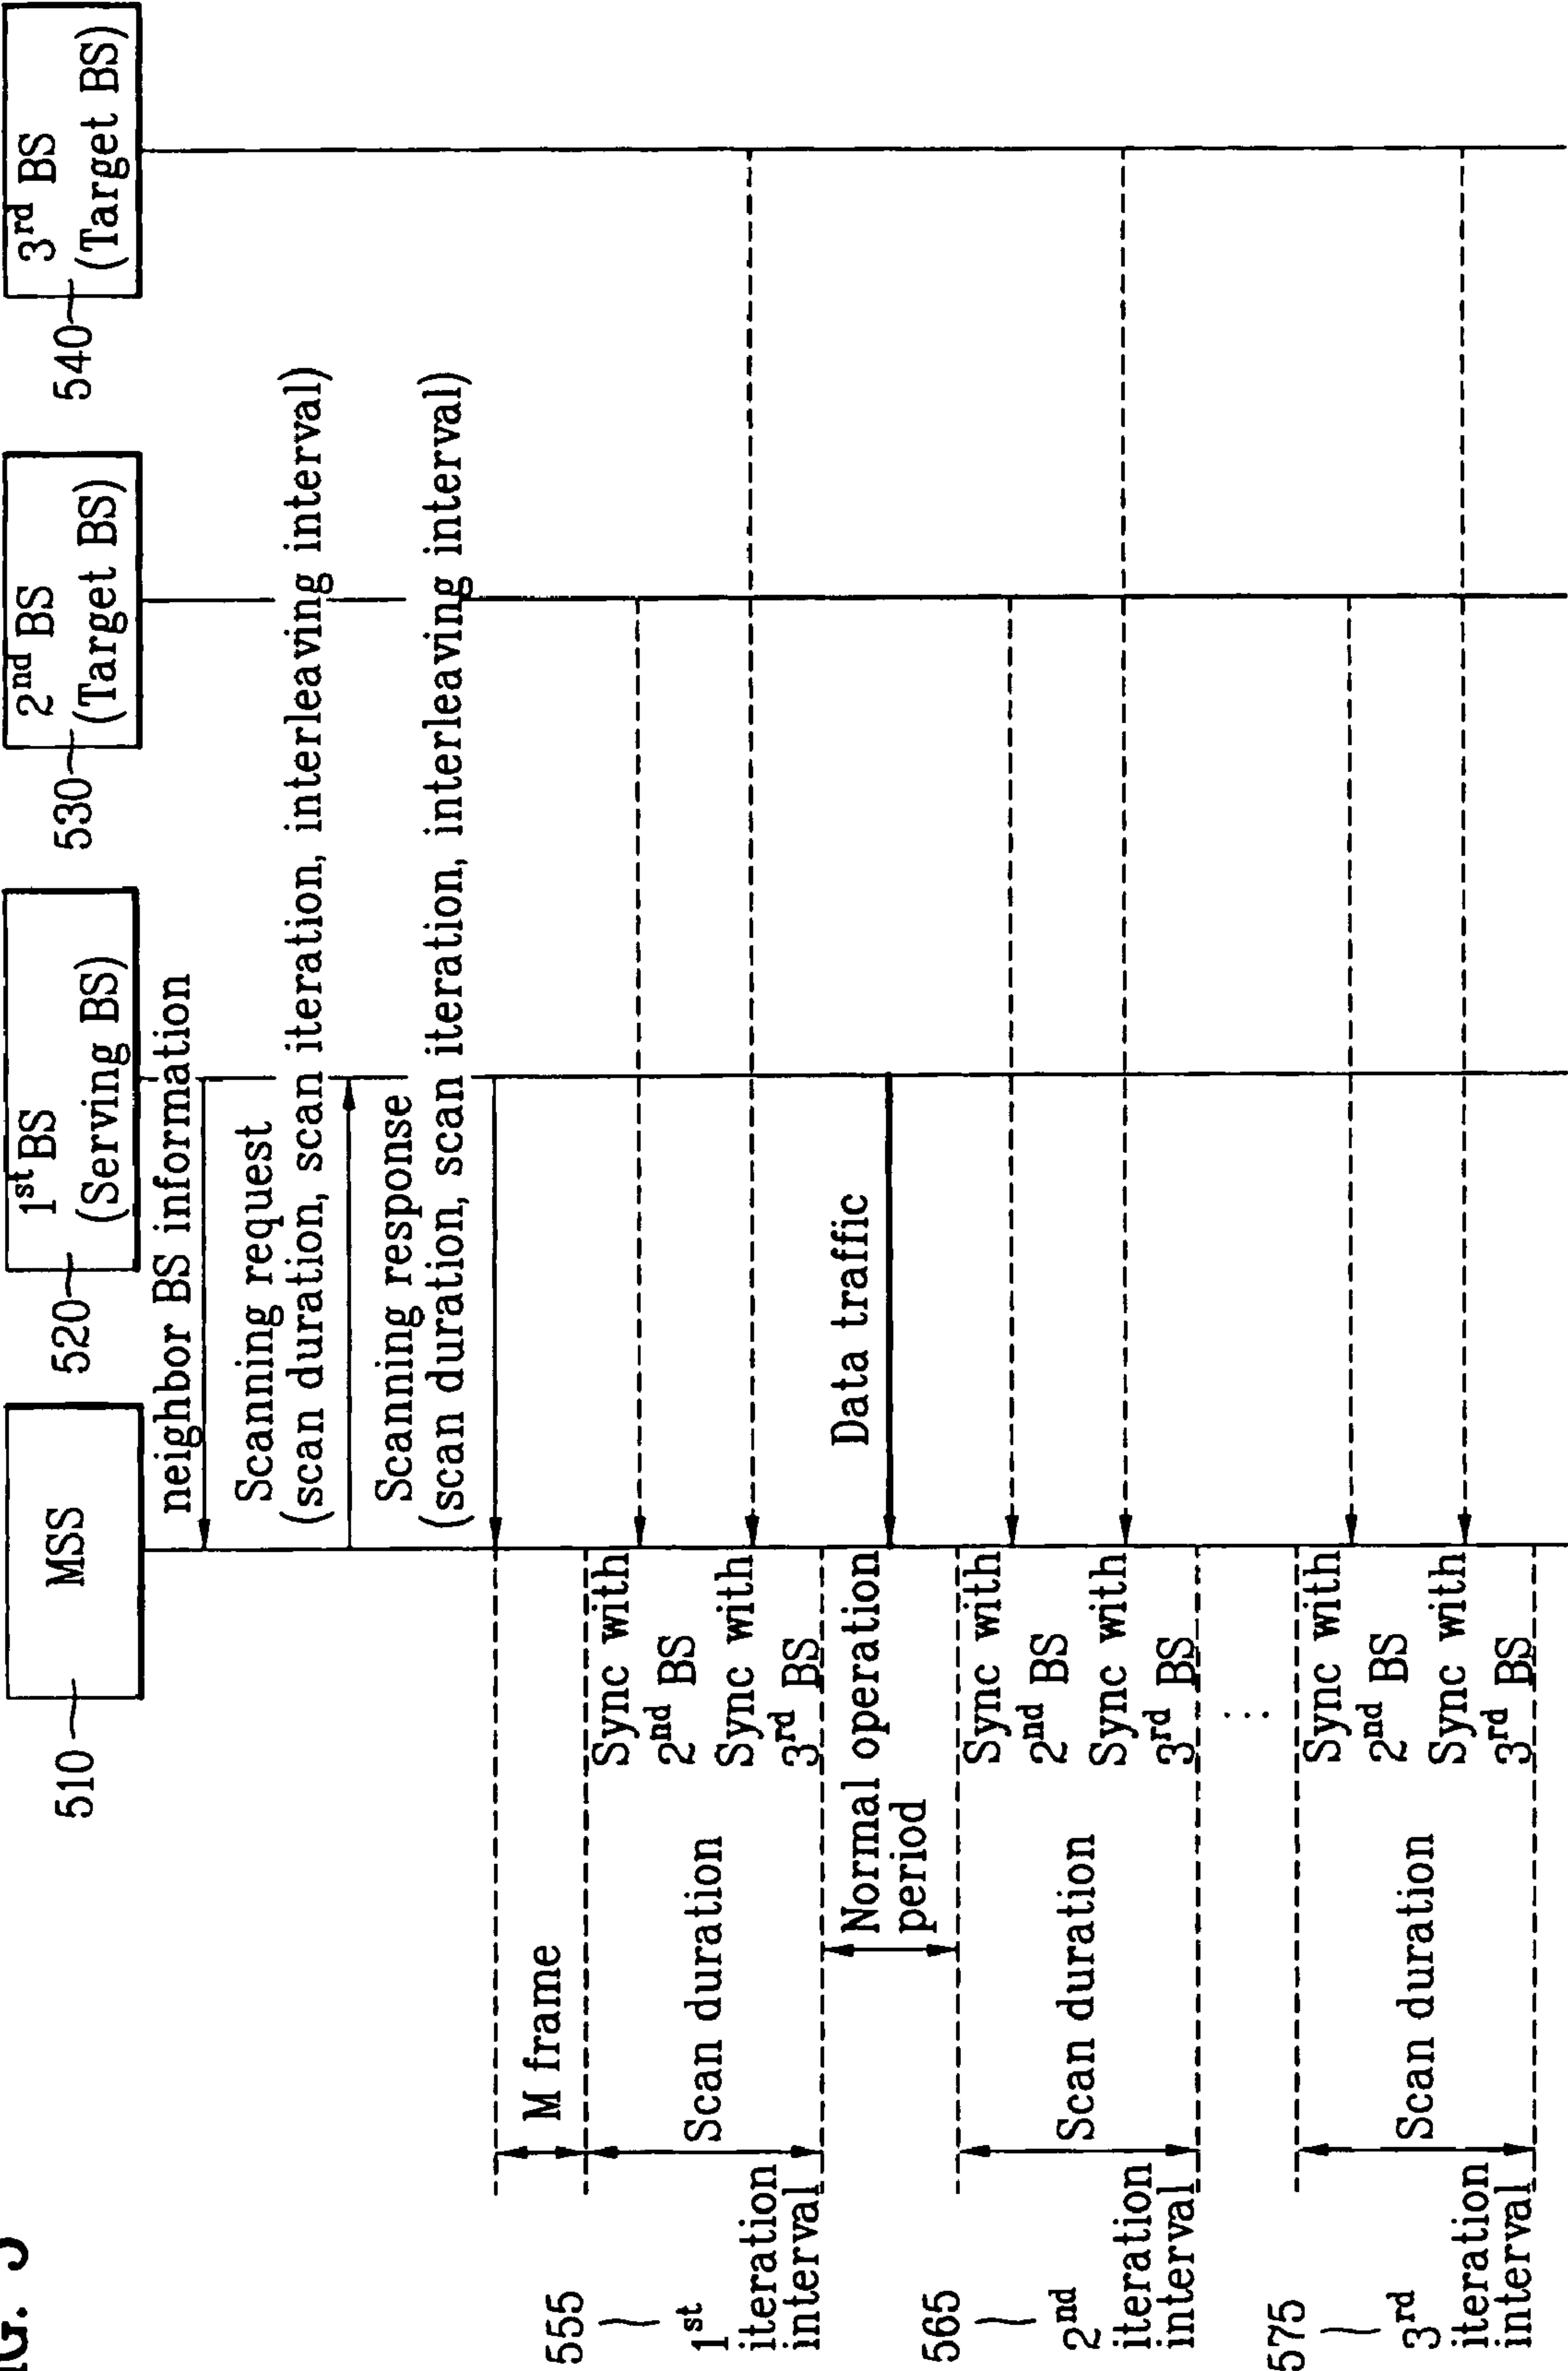 MSS
510
1st BS
(Serving BS)
520
2nd BS
(Target BS)
530
3rd BS
(Target BS)
540
neighbor BS information
Scanning request
(scan duration, scan iteration, interleaving interval)
Scanning response
(scan duration, scan iteration, interleaving interval)
M frame
555
1st
iteration
interval
Scan duration
Sync with
2nd BS
Sync with
3rd BS
Normal operation
period
Data traffic
565
2nd
iteration
interval
Scan duration
Sync with
2nd BS
Sync with
3rd BS
575
3rd
iteration
interval
Scan duration
Sync with
2nd BS
Sync with
3rd BS